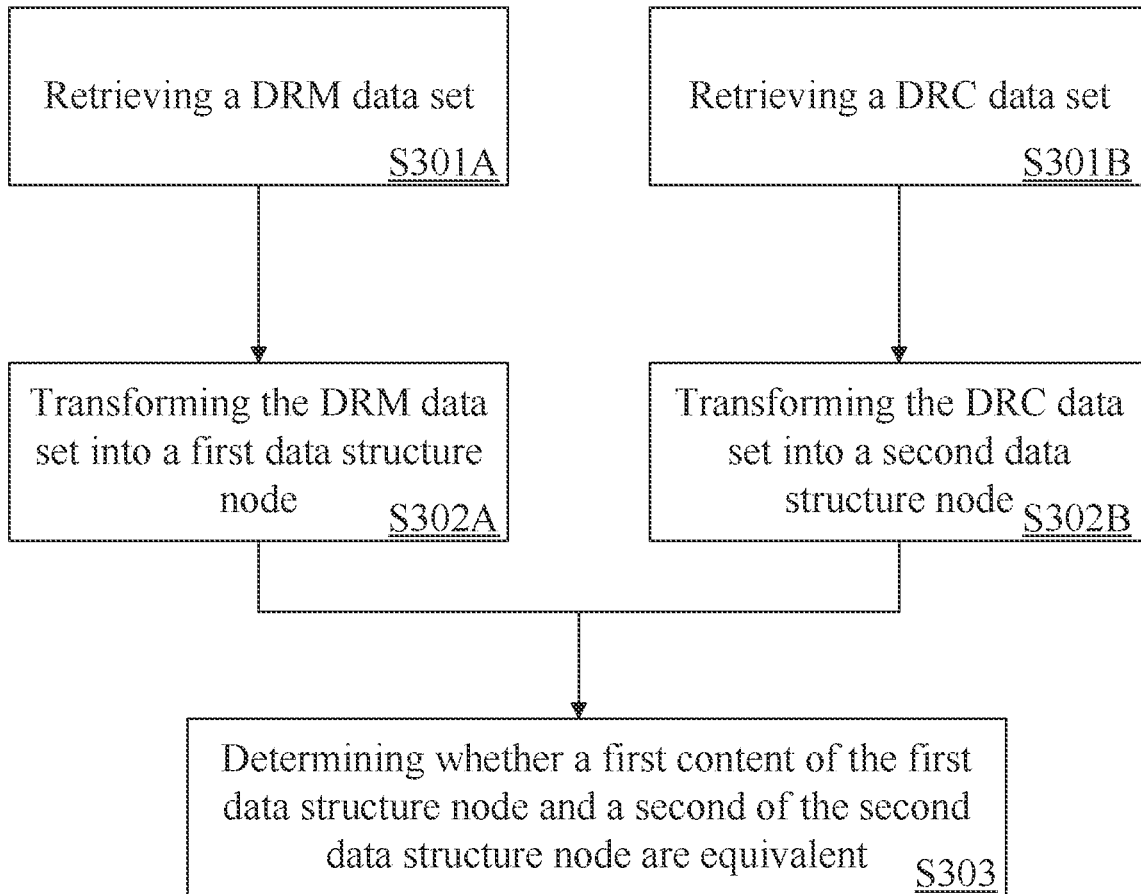 Retrieving a DRM data set
S301A
Retrieving a DRC data set
S301B
Transforming the DRM data
set into a first data structure
node
S302A
Transforming the DRC data
set into a second data
structure node
S302B
Determining whether a first content of the first
data structure node and a second of the second
data structure node are equivalent
S303